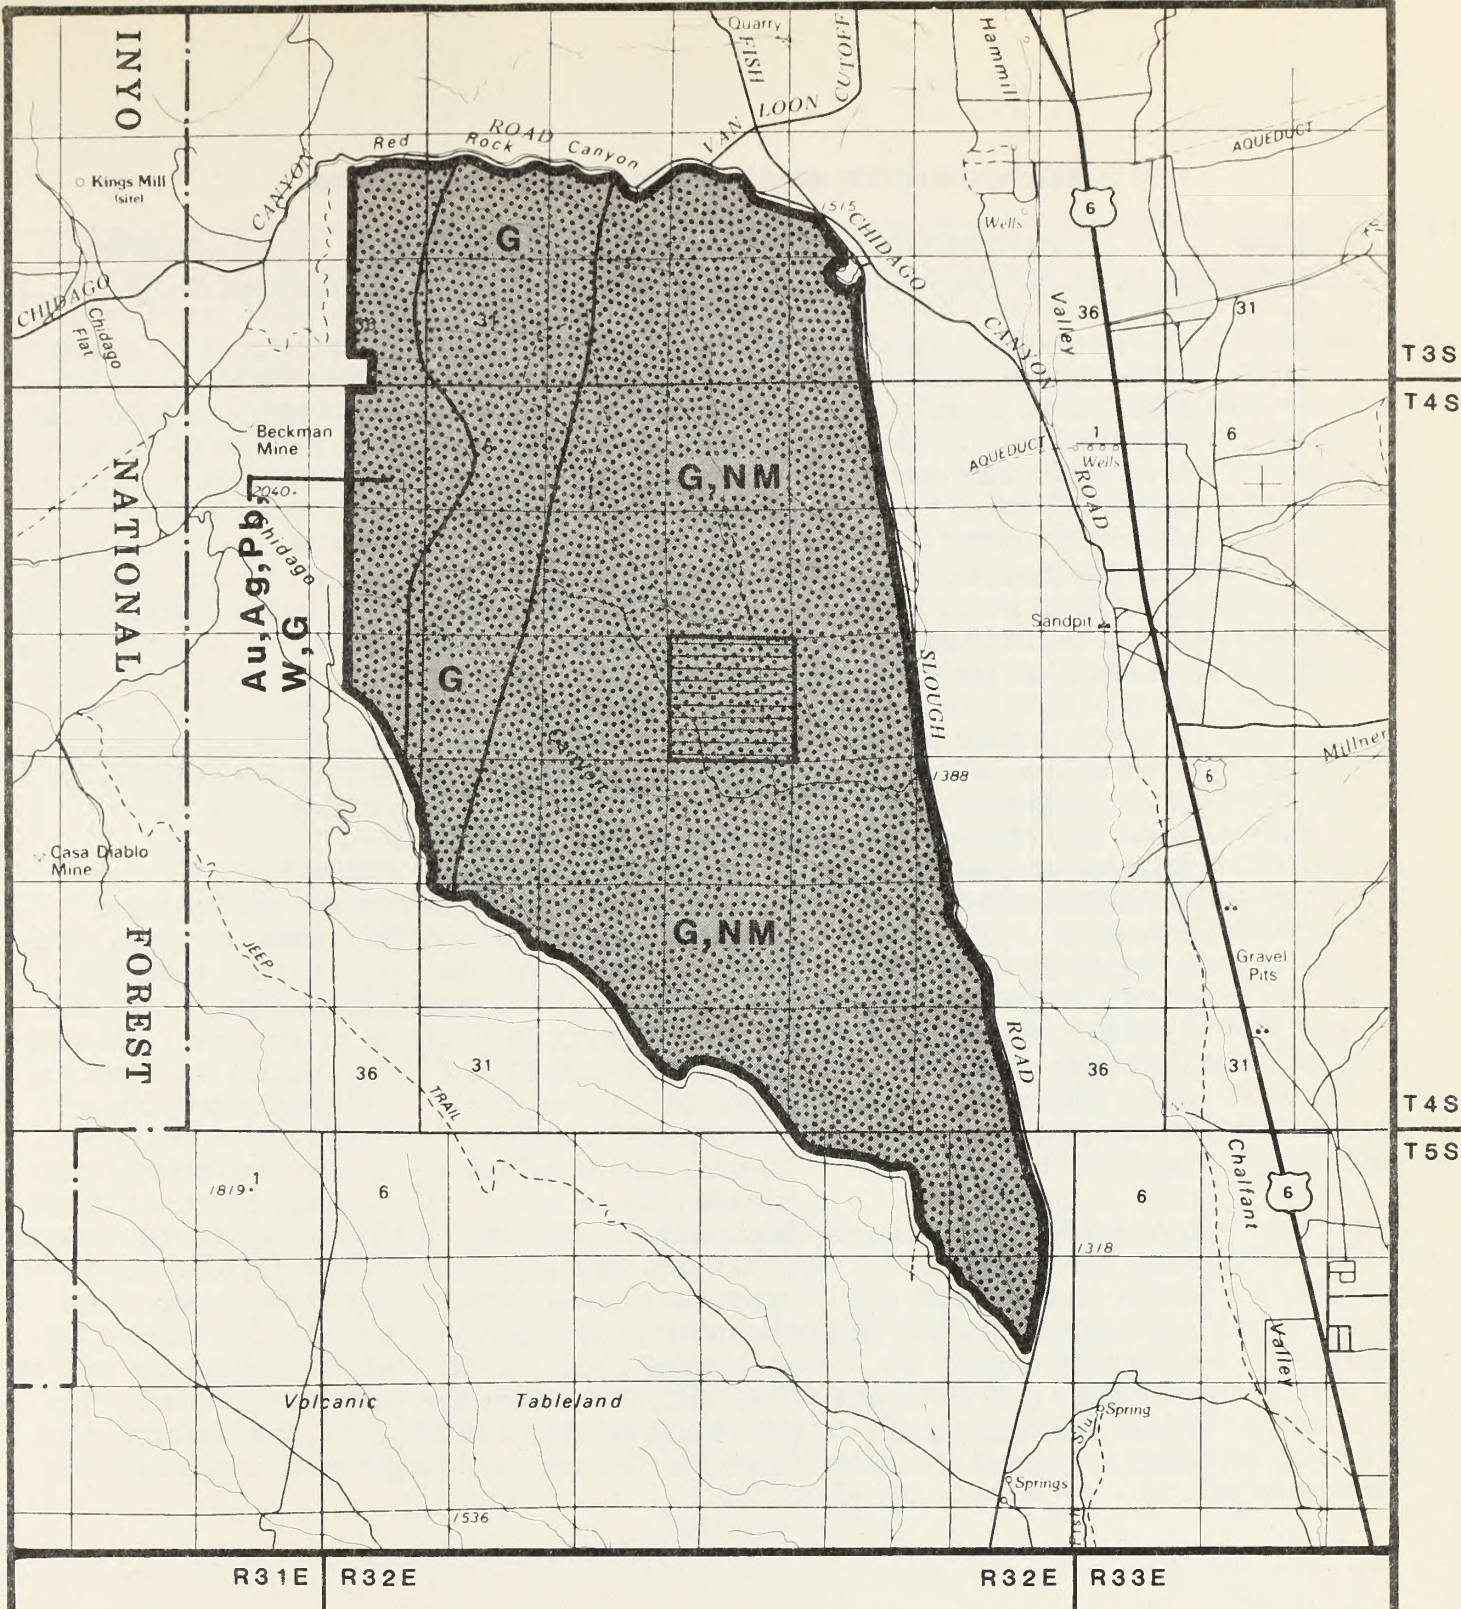 INYO
NATIONAL
FOREST
Quarry
FISH
CUTOFF
VAN LOON
Hammill
AQUEDUCT
Red Rock Canyon
ROAD
Kings Mill
(site)
CANYON
CHIDAGO
Chidago
Flat
6
Wells
1515
CHIDAGO
CANYON
ROAD
Valley
36
31
G
31
T3S
T4S
Beckman
Mine
2040
Chidago
Au,Ag,Pb,
W,G
6
G,NM
AQUEDUCT
1
Wells
6
Sandpit
G
SLOUGH
Canyon
1388
6
Millner
Casa Diablo
Mine
JEEP
TRAIL
G,NM
Gravel
Pits
ROAD
36
31
36
31
T4S
T5S
1819
1
6
6
Chalfant
6
1318
Valley
Volcanic Tableland
Spring
Slu
Springs
Fish
1536
R31E
R32E
R32E
R33E